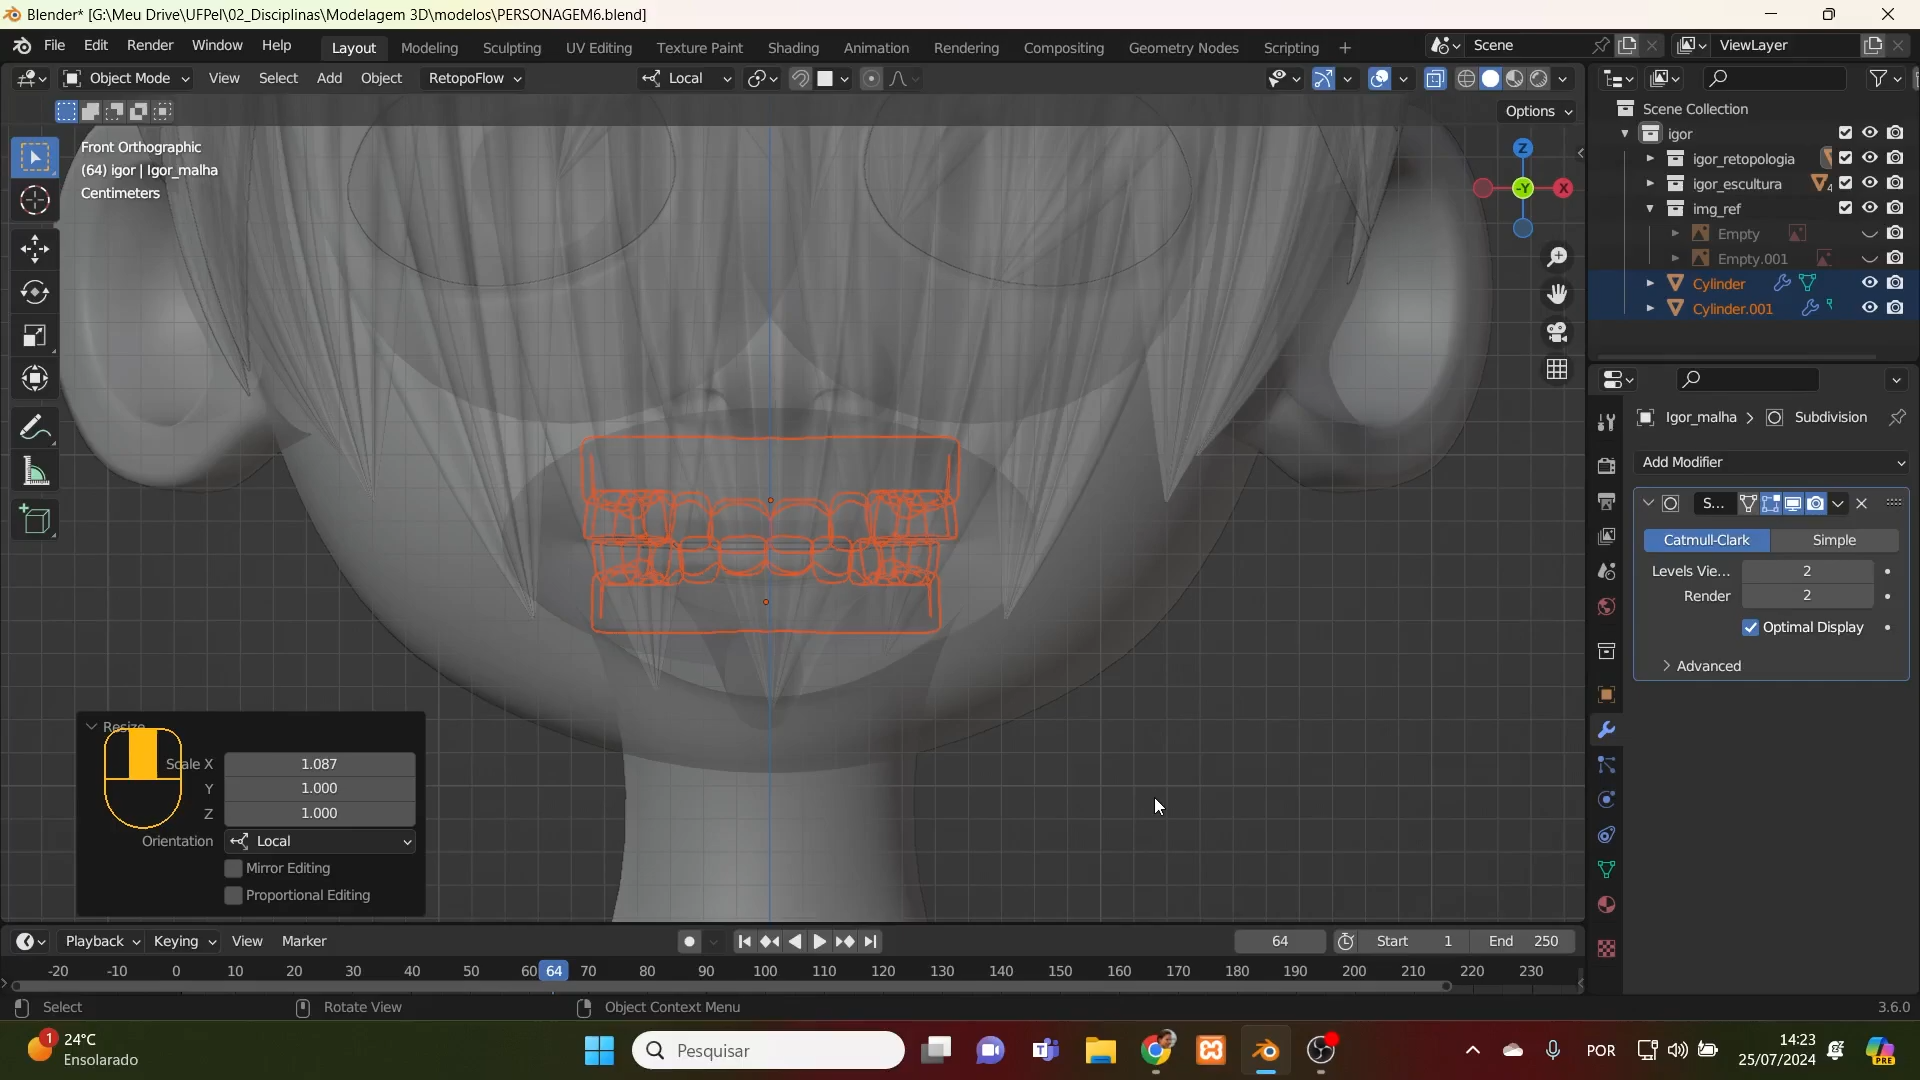 Blender* [G:\Meu Drive\UFPel\02_Disciplinas\Modelagem 3D\modelos\PERSONAGEM6.blend]
File Edit Render Window Help Layout Modeling Sculpting UV Editing Texture Paint Shading Animation Rendering Compositing Geometry Nodes Scripting + Scene ViewLayer
Object Mode View Select Add Object RetopoFlow Local
Options
Front Orthographic
(64) igor | Igor_malha
Centimeters
Z
-Y
X
Scene Collection
igor
igor_retopologia
igor_escultura 4
img_ref
Empty
Empty.001
Cylinder
Cylinder.001
Igor_malha > Subdivision
Add Modifier
S...
Catmull-Clark Simple
Levels Vie... 2
Render 2
Optimal Display
Advanced
Resize
Scale X 1.087
Y 1.000
Z 1.000
Orientation Local
Mirror Editing
Proportional Editing
Playback Keying View Marker 64 Start 1 End 250
-20 -10 0 10 20 30 40 50 60 64 70 80 90 100 110 120 130 140 150 160 170 180 190 200 210 220 230
Select Rotate View Object Context Menu 3.6.0
1 24°C
Ensolarado
Pesquisar
POR
14:23
25/07/2024
PRE